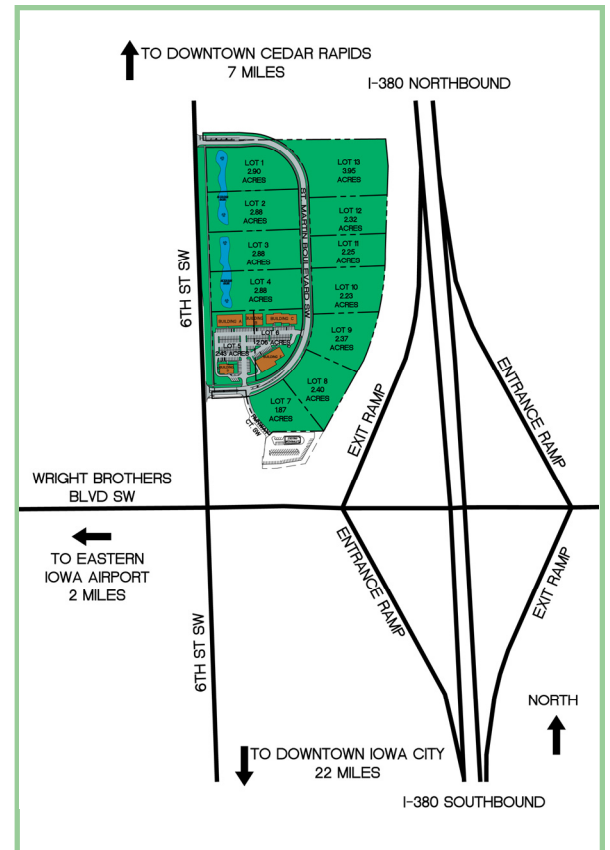 TO DOWNTOWN CEDAR RAPIDS
7 MILES
I-380 NORTHBOUND
LOT 1
2.90
ACRES
LOT 13
3.95
ACRES
LOT 2
2.88
ACRES
ST. MARTIN BOULEVARD SW
LOT 12
2.32
ACRES
LOT 3
2.88
ACRES
LOT 11
2.25
ACRES
6TH ST SW
LOT 4
2.88
ACRES
LOT 10
2.23
ACRES
BUILDING
BUILDING C
LOT 6
2.06 ACRES
LOT 5
2.43 ACRES
LOT 9
2.37
ACRES
LOT 8
2.40
ACRES
LOT 7
1.87
ACRES
CT. SW
EXIT RAMP
ENTRANCE RAMP
WRIGHT BROTHERS
BLVD SW
TO EASTERN
IOWA AIRPORT
2 MILES
ENTRANCE RAMP
EXIT RAMP
6TH ST SW
NORTH
TO DOWNTOWN IOWA CITY
22 MILES
I-380 SOUTHBOUND